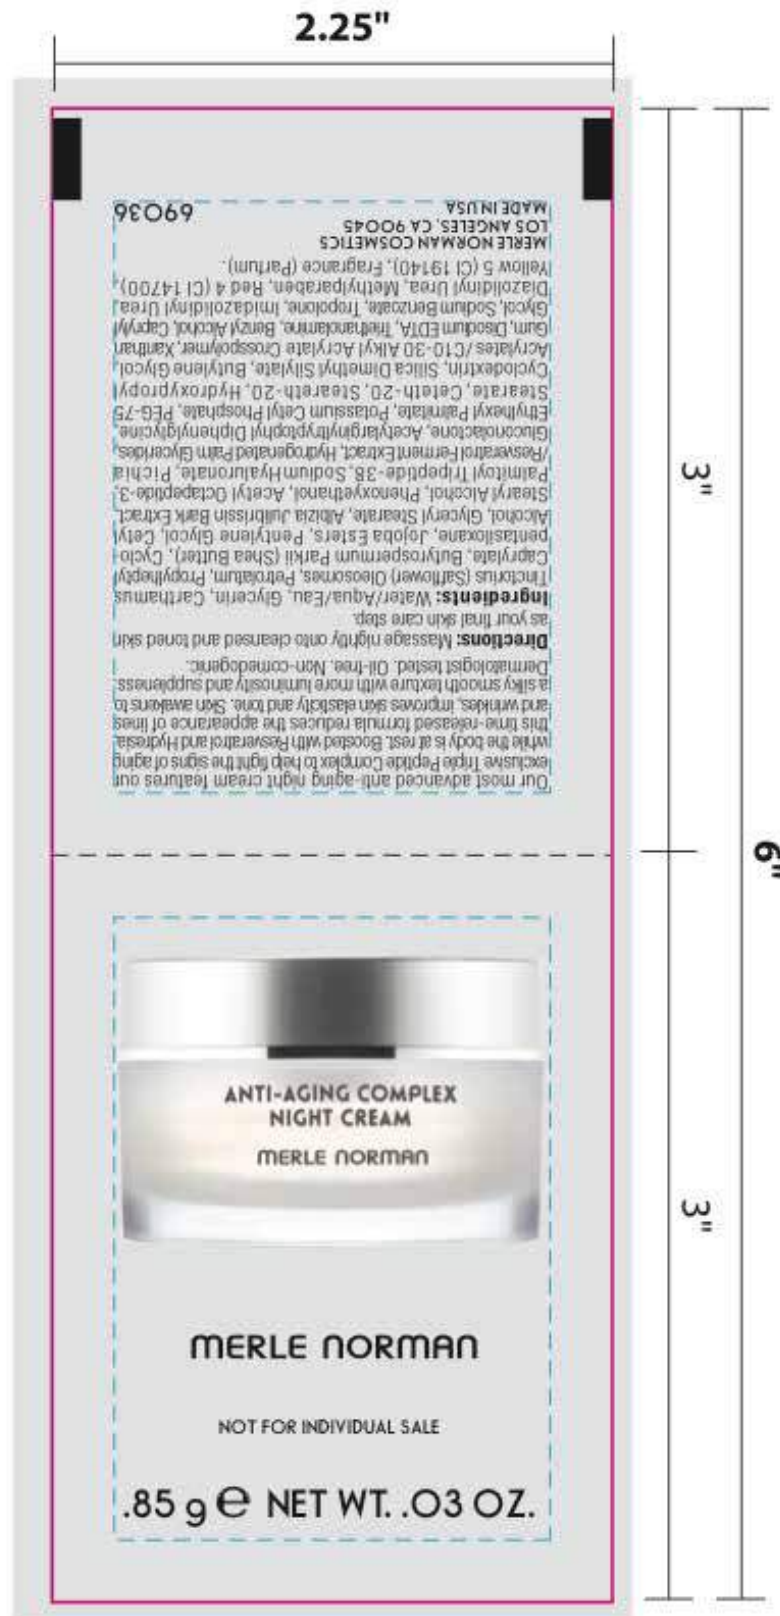 2.25"
Our most advanced anti-aging night cream features our
exclusive Triple Peptide Complex to help fight the signs of aging
while the body is at rest. Boosted with Resveratrol and Hydresia,
this time-released formula reduces the appearance of lines
and wrinkles, improves skin elasticity and tone. Skin awakens to
a silky smooth texture with more luminosity and suppleness.
Dermatologist tested. Oil-free. Non-comedogenic.
Directions: Massage nightly onto cleansed and toned skin
as your final skin care step.
Ingredients: Water/Aqua/Eau, Glycerin, Carthamus
Tinctorius (Safflower) Oleosomes, Petrolatum, Propylheptyl
Caprylate, Butyrospermum Parkii (Shea Butter), Cyclo-
pentasiloxane, Jojoba Esters, Pentylene Glycol, Cetyl
Alcohol, Glyceryl Stearate, Albizia Julibrissin Bark Extract,
Stearyl Alcohol, Phenoxyethanol, Acetyl Octapeptide-3,
Palmitoyl Tripeptide-38, Sodium Hyaluronate, Pichia
/Resveratrol Ferment Extract, Hydrogenated Palm Glycerides,
Gluconolactone, Acetylarginyltryptophyl Diphenylglycine,
Ethylhexyl Palmitate, Potassium Cetyl Phosphate, PEG-75
Stearate, Ceteth-20, Steareth-20, Hydroxypropyl
Cyclodextrin, Silica Dimethyl Silylate, Butylene Glycol,
Acrylates /C10-30 Alkyl Acrylate Crosspolymer, Xanthan
Gum, Disodium EDTA, Triethanolamine, Benzyl Alcohol, Caprylyl
Glycol, Sodium Benzoate, Tropolone, Imidazolidinyl Urea,
Diazolidinyl Urea, Methylparaben, Red 4 (CI 14700),
Yellow 5 (CI 19140), Fragrance (Parfum).
MERLE NORMAN COSMETICS
LOS ANGELES, CA 90045
MADE IN USA
69036
3"
6"
ANTI-AGING COMPLEX
NIGHT CREAM
MERLE NORMAN
3"
MERLE NORMAN
NOT FOR INDIVIDUAL SALE
.85 g e NET WT. .03 OZ.